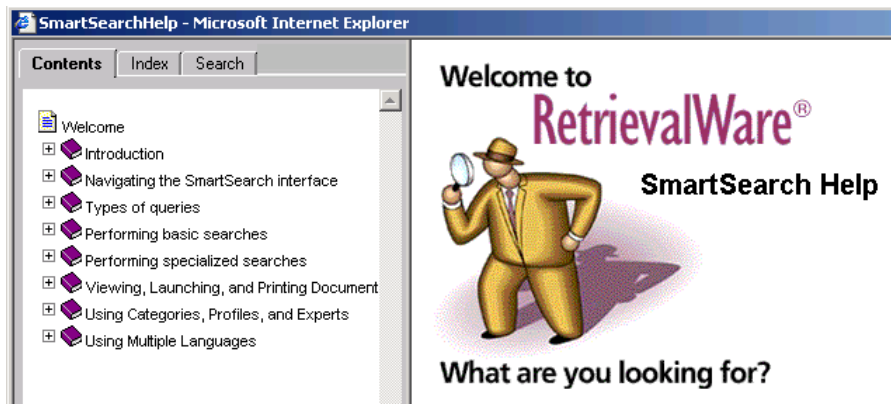 SmartSearchHelp - Microsoft Internet Explorer
Contents
Index
Search
Welcome
Introduction
Navigating the SmartSearch interface
Types of queries
Performing basic searches
Performing specialized searches
Viewing, Launching, and Printing Document
Using Categories, Profiles, and Experts
Using Multiple Languages
Welcome to
RetrievalWare®
SmartSearch Help
What are you looking for?